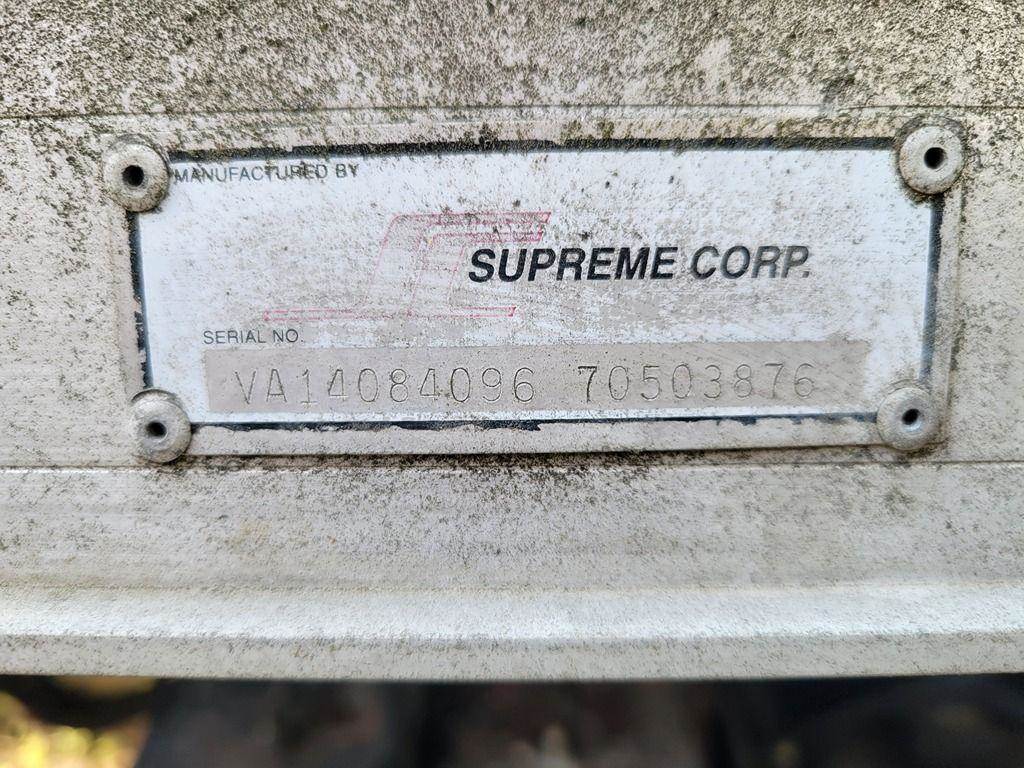 MANUFACTURED BY
SUPREME CORP.
SERIAL NO.
VA14084096 70503876